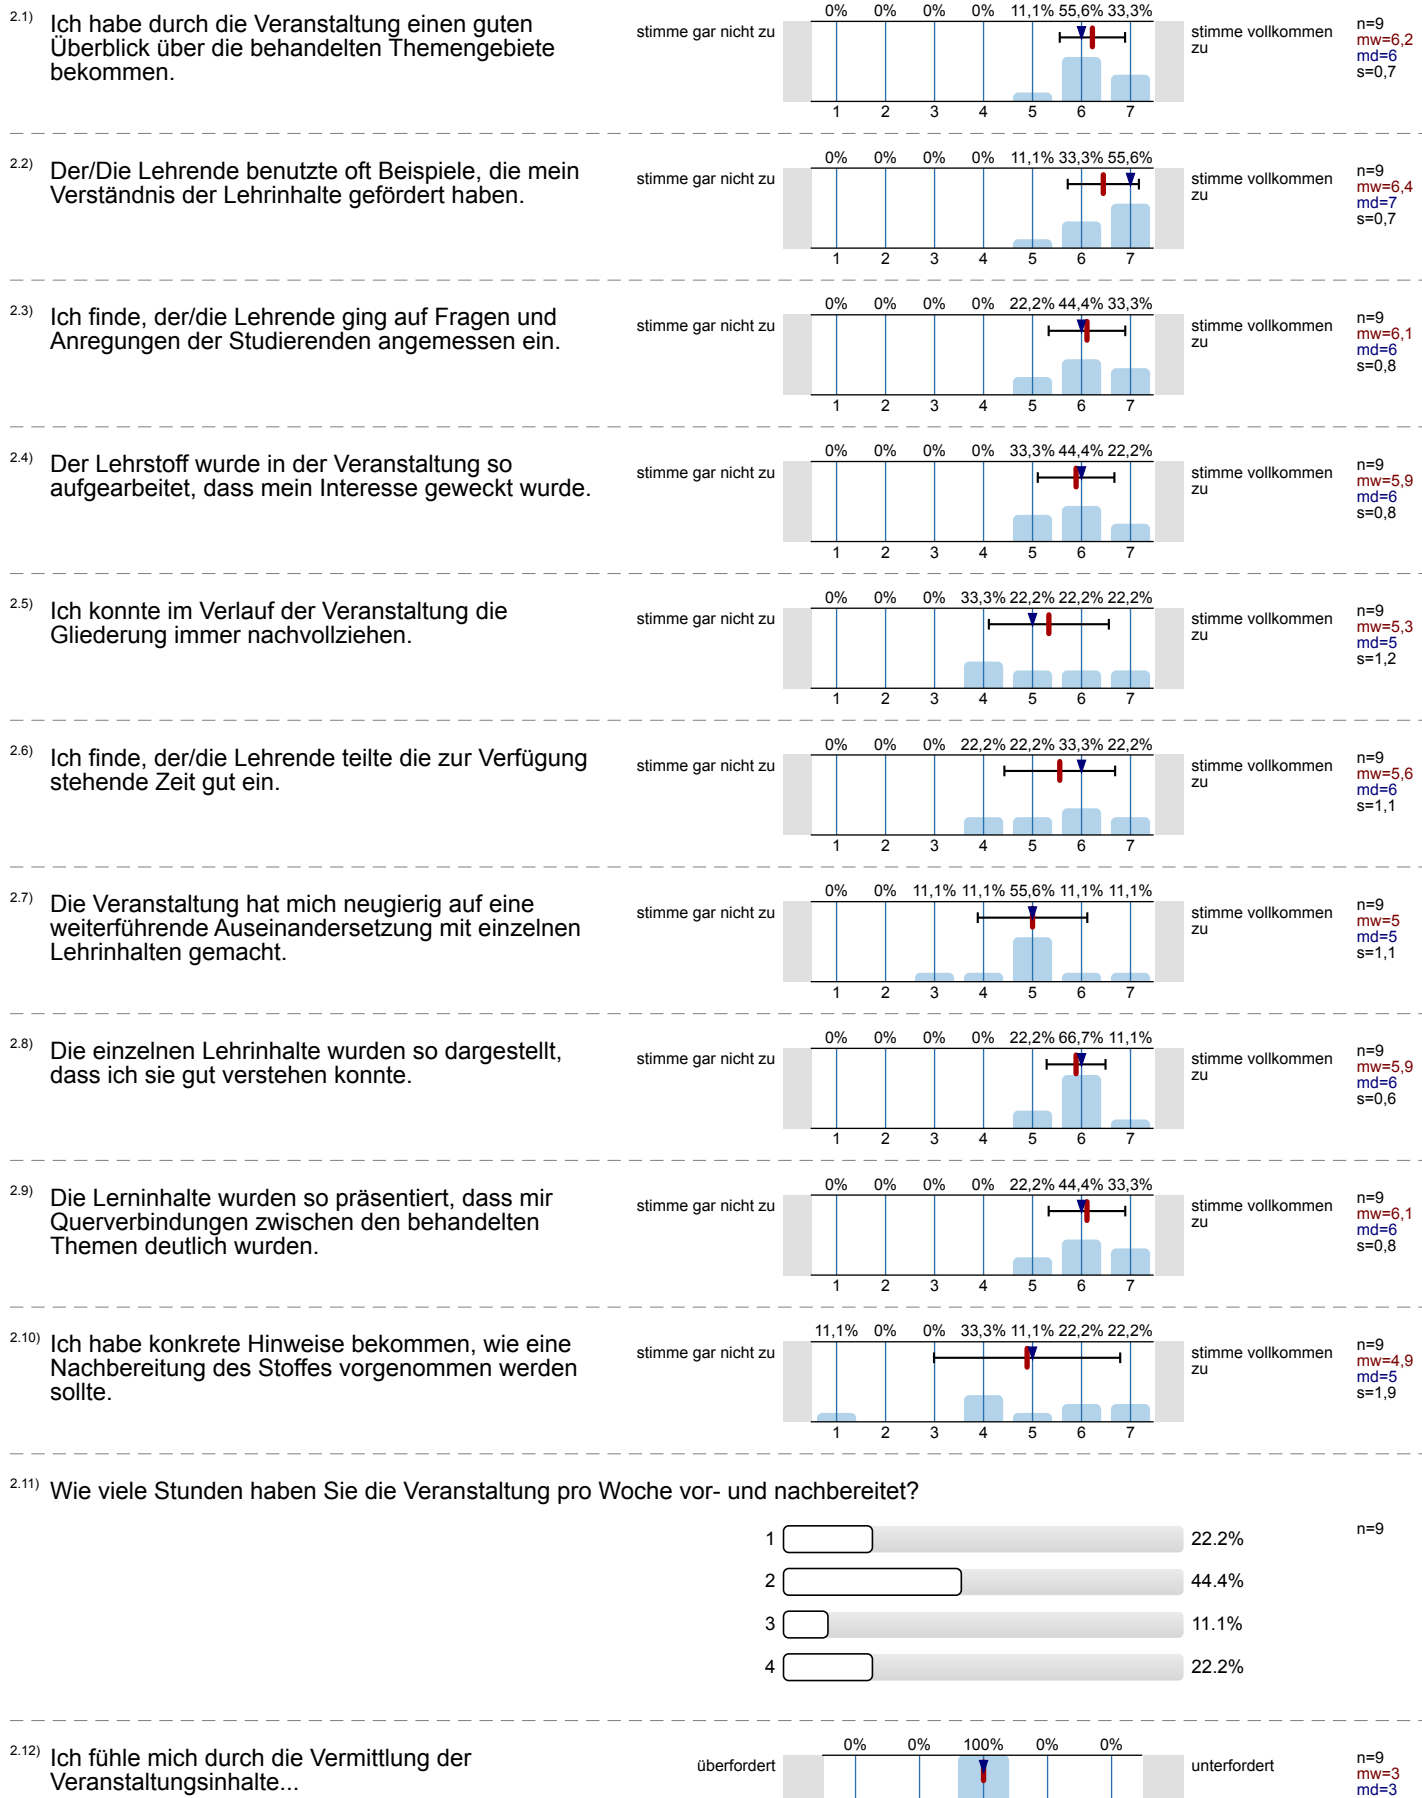 2.1) Ich habe durch die Veranstaltung einen guten
Überblick über die behandelten Themengebiete
bekommen.
stimme gar nicht zu
0% 0% 0% 0% 11,1% 55,6% 33,3%
1 2 3 4 5 6 7
stimme vollkommen
zu
n=9
mw=6,2
md=6
s=0,7
2.2) Der/Die Lehrende benutzte oft Beispiele, die mein
Verständnis der Lehrinhalte gefördert haben.
stimme gar nicht zu
0% 0% 0% 0% 11,1% 33,3% 55,6%
1 2 3 4 5 6 7
stimme vollkommen
zu
n=9
mw=6,4
md=7
s=0,7
2.3) Ich finde, der/die Lehrende ging auf Fragen und
Anregungen der Studierenden angemessen ein.
stimme gar nicht zu
0% 0% 0% 0% 22,2% 44,4% 33,3%
1 2 3 4 5 6 7
stimme vollkommen
zu
n=9
mw=6,1
md=6
s=0,8
2.4) Der Lehrstoff wurde in der Veranstaltung so
aufgearbeitet, dass mein Interesse geweckt wurde.
stimme gar nicht zu
0% 0% 0% 0% 33,3% 44,4% 22,2%
1 2 3 4 5 6 7
stimme vollkommen
zu
n=9
mw=5,9
md=6
s=0,8
2.5) Ich konnte im Verlauf der Veranstaltung die
Gliederung immer nachvollziehen.
stimme gar nicht zu
0% 0% 0% 33,3% 22,2% 22,2% 22,2%
1 2 3 4 5 6 7
stimme vollkommen
zu
n=9
mw=5,3
md=5
s=1,2
2.6) Ich finde, der/die Lehrende teilte die zur Verfügung
stehende Zeit gut ein.
stimme gar nicht zu
0% 0% 0% 22,2% 22,2% 33,3% 22,2%
1 2 3 4 5 6 7
stimme vollkommen
zu
n=9
mw=5,6
md=6
s=1,1
2.7) Die Veranstaltung hat mich neugierig auf eine
weiterführende Auseinandersetzung mit einzelnen
Lehrinhalten gemacht.
stimme gar nicht zu
0% 0% 11,1% 11,1% 55,6% 11,1% 11,1%
1 2 3 4 5 6 7
stimme vollkommen
zu
n=9
mw=5
md=5
s=1,1
2.8) Die einzelnen Lehrinhalte wurden so dargestellt,
dass ich sie gut verstehen konnte.
stimme gar nicht zu
0% 0% 0% 0% 22,2% 66,7% 11,1%
1 2 3 4 5 6 7
stimme vollkommen
zu
n=9
mw=5,9
md=6
s=0,6
2.9) Die Lerninhalte wurden so präsentiert, dass mir
Querverbindungen zwischen den behandelten
Themen deutlich wurden.
stimme gar nicht zu
0% 0% 0% 0% 22,2% 44,4% 33,3%
1 2 3 4 5 6 7
stimme vollkommen
zu
n=9
mw=6,1
md=6
s=0,8
2.10) Ich habe konkrete Hinweise bekommen, wie eine
Nachbereitung des Stoffes vorgenommen werden
sollte.
stimme gar nicht zu
11,1% 0% 0% 33,3% 11,1% 22,2% 22,2%
1 2 3 4 5 6 7
stimme vollkommen
zu
n=9
mw=4,9
md=5
s=1,9
2.11) Wie viele Stunden haben Sie die Veranstaltung pro Woche vor- und nachbereitet?
n=9
1 22.2%
2 44.4%
3 11.1%
4 22.2%
2.12) Ich fühle mich durch die Vermittlung der
Veranstaltungsinhalte...
überfordert
0% 0% 100% 0% 0%
unterfordert
n=9
mw=3
md=3